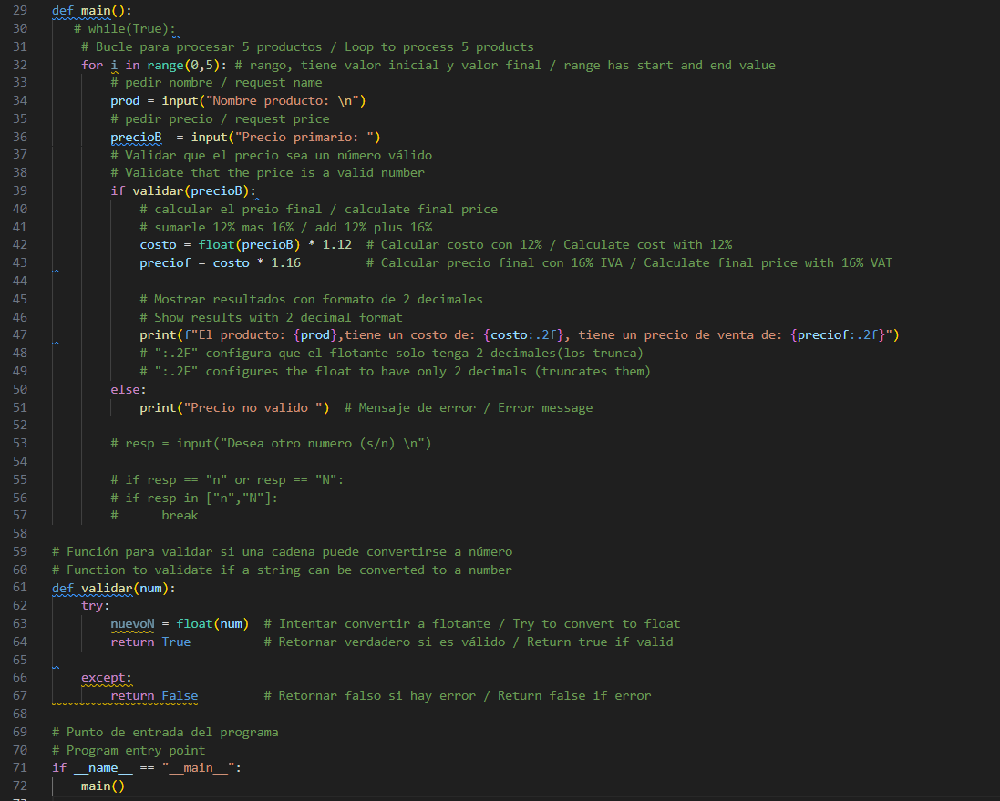 29 def main():
30 # while(True):
31 # Bucle para procesar 5 productos / Loop to process 5 products
32 for i in range(0,5): # rango, tiene valor inicial y valor final / range has start and end value
33 # pedir nombre / request name
34 prod = input("Nombre producto: \n")
35 # pedir precio / request price
36 precioB  = input("Precio primario: ")
37 # Validar que el precio sea un número válido
38 # Validate that the price is a valid number
39 if validar(precioB):
40 # calcular el preio final / calculate final price
41 # sumarle 12% mas 16% / add 12% plus 16%
42 costo = float(precioB) * 1.12  # Calcular costo con 12% / Calculate cost with 12%
43 preciof = costo * 1.16         # Calcular precio final con 16% IVA / Calculate final price with 16% VAT
44
45 # Mostrar resultados con formato de 2 decimales
46 # Show results with 2 decimal format
47 print(f"El producto: {prod},tiene un costo de: {costo:.2f}, tiene un precio de venta de: {preciof:.2f}")
48 # ":.2F" configura que el flotante solo tenga 2 decimales(los trunca)
49 # ":.2F" configures the float to have only 2 decimals (truncates them)
50 else:
51 print("Precio no valido ")  # Mensaje de error / Error message
52
53 # resp = input("Desea otro numero (s/n) \n")
54
55 # if resp == "n" or resp == "N":
56 # if resp in ["n","N"]:
57 #      break
58
59 # Función para validar si una cadena puede convertirse a número
60 # Function to validate if a string can be converted to a number
61 def validar(num):
62 try:
63 nuevoN = float(num)  # Intentar convertir a flotante / Try to convert to float
64 return True          # Retornar verdadero si es válido / Return true if valid
65
66 except:
67 return False         # Retornar falso si hay error / Return false if error
68
69 # Punto de entrada del programa
70 # Program entry point
71 if __name__ == "__main__":
72 main()